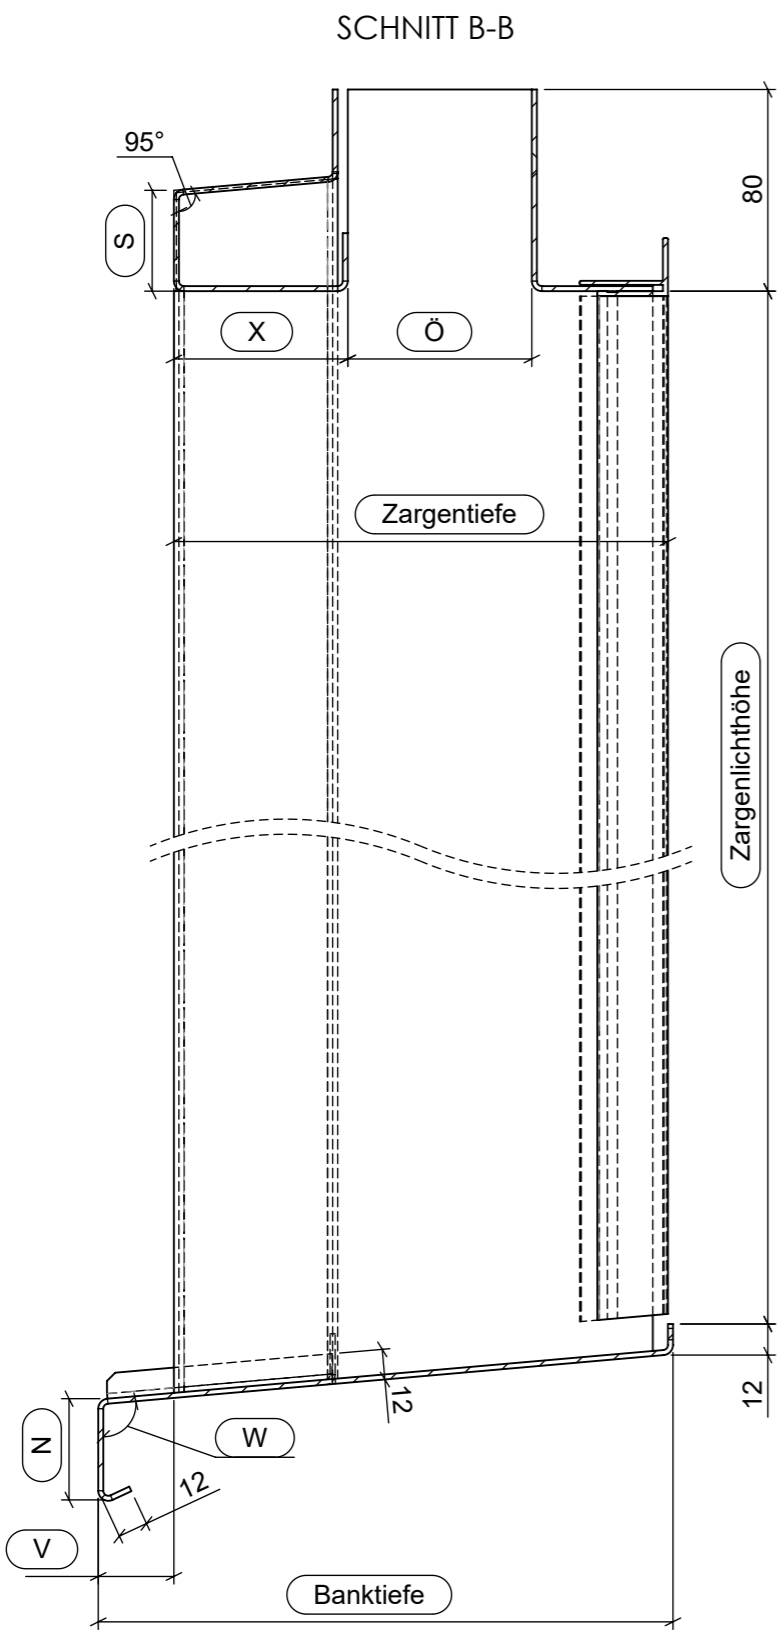 SCHNITT B-B
95°
80
S
X
Ö
Zargentiefe
Zargenlichthöhe
12
12
N
W
12
V
Banktiefe